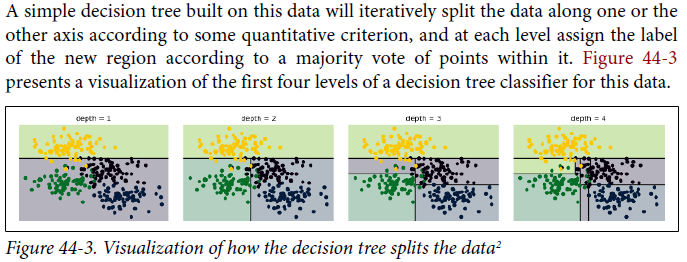 A simple decision tree built on this data will iteratively split the data along one or the
other axis according to some quantitative criterion, and at each level assign the label
of the new region according to a majority vote of points within it. Figure 44-3
presents a visualization of the first four levels of a decision tree classifier for this data.
depth = 1 depth = 2 depth = 3 depth = 4
Figure 44-3. Visualization of how the decision tree splits the data²